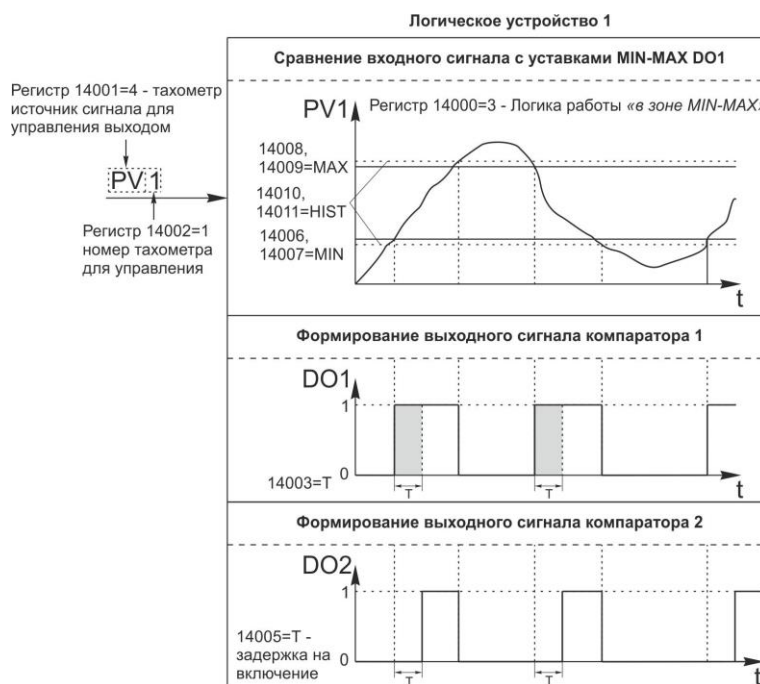 Логическое устройство 1
Сравнение входного сигнала с уставками MIN-MAX DO1
Регистр 14001=4 - тахометр
источник сигнала для
управления выходом
PV 1
Регистр 14002=1
номер тахометра
для управления
PV1
Регистр 14000=3 - Логика работы «в зоне MIN-MAX»
14008,
14009=MAX
14010,
14011=HIST
14006,
14007=MIN
t
Формирование выходного сигнала компаратора 1
DO1
1
0
14003=T
T
T
t
Формирование выходного сигнала компаратора 2
DO2
1
0
14005=T -
задержка на
включение
T
T
t